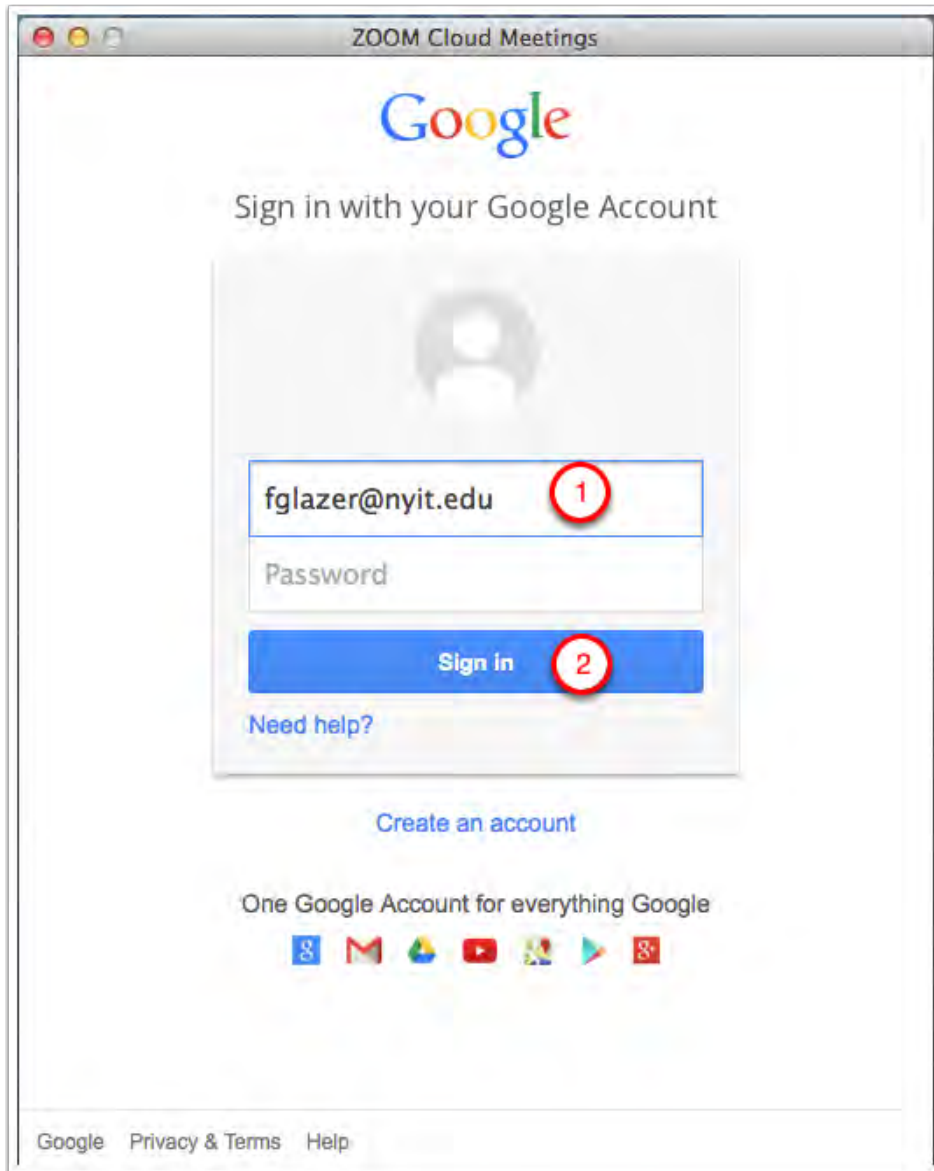 ZOOM Cloud Meetings
Google
Sign in with your Google Account
fglazer@nyit.edu 1
Password
Sign in 2
Need help?
Create an account
One Google Account for everything Google
Google Privacy & Terms Help